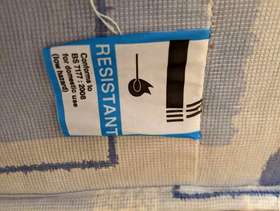 RESISTANT
Conforms to
BS 7177 : 2008
for domestic use
(low hazard)